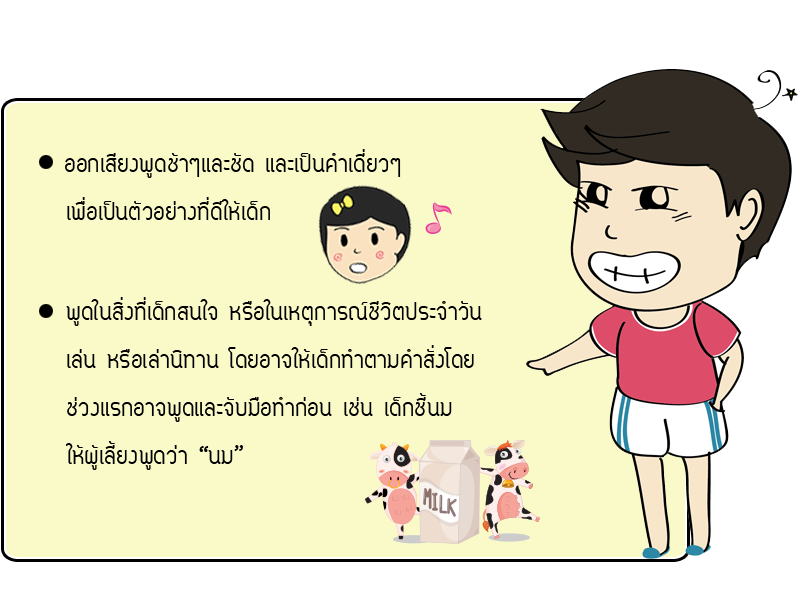 ● ออกเสียงพูดช้าๆและชัด และเป็นคำเดี่ยวๆ
เพื่อเป็นตัวอย่างที่ดีให้เด็ก
● พูดในสิ่งที่เด็กสนใจ หรือในเหตุการณ์ชีวิตประจำวัน
เล่น หรือเล่านิทาน โดยอาจให้เด็กทำตามคำสั่งโดย
ช่วงแรกอาจพูดและจับมือทำก่อน เช่น เด็กชี้นม
ให้ผู้เลี้ยงพูดว่า “นม”
MILK